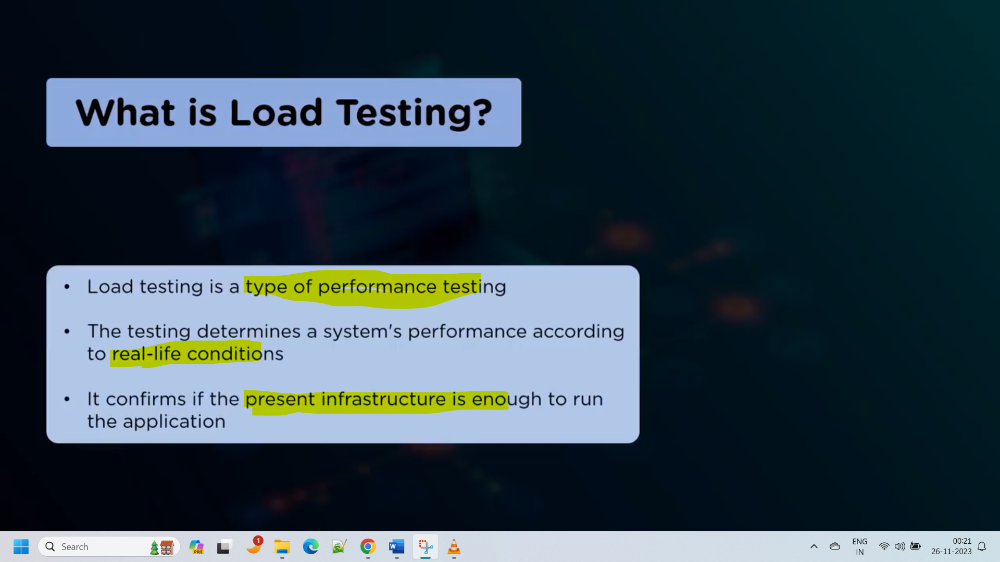 What is Load Testing?
• Load testing is a type of performance testing
• The testing determines a system's performance according
to real-life conditions
• It confirms if the present infrastructure is enough to run
the application
Search
PRE
1
W
ENG
IN
00:21
26-11-2023